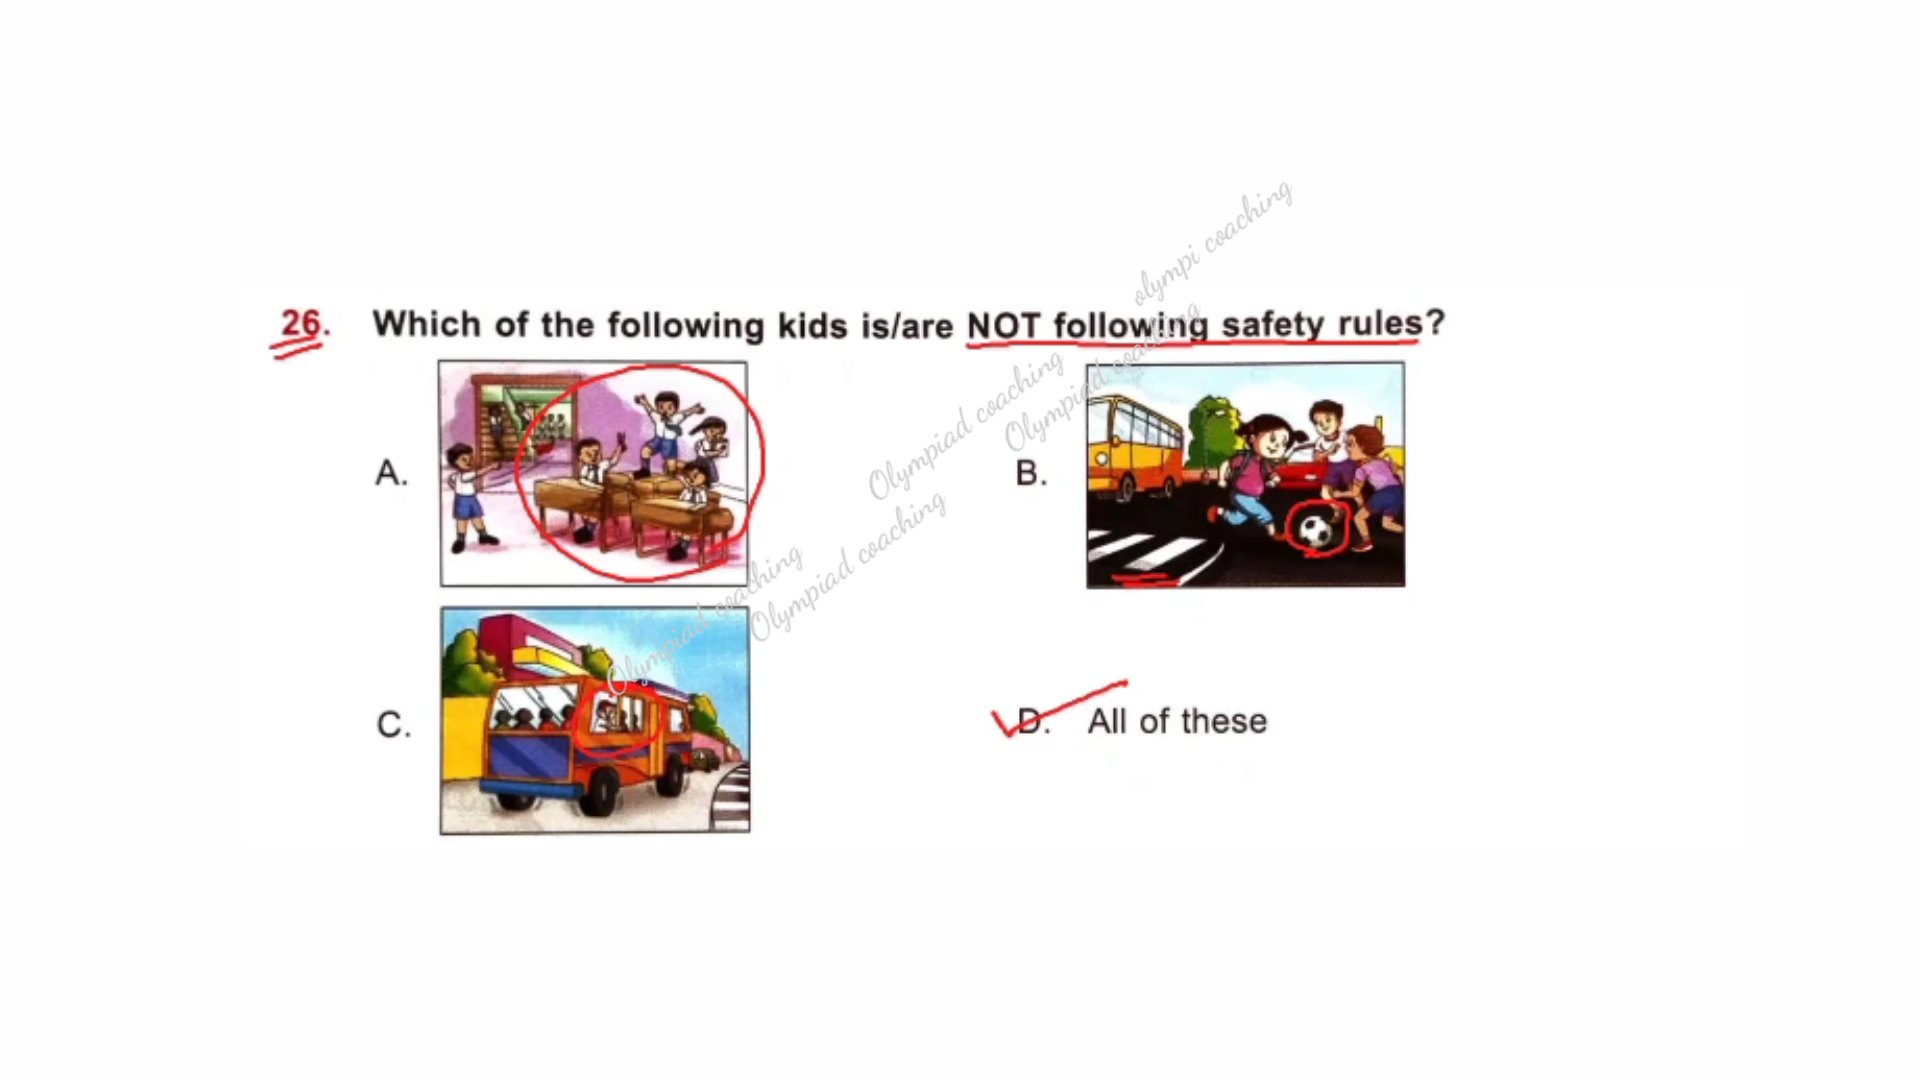 olympi coaching
26. Which of the following kids is/are NOT following safety rules?
Olympiad coaching
Olympiad coaching
A.
B.
Olympiad coaching
Olympiad coaching
C.
D. All of these